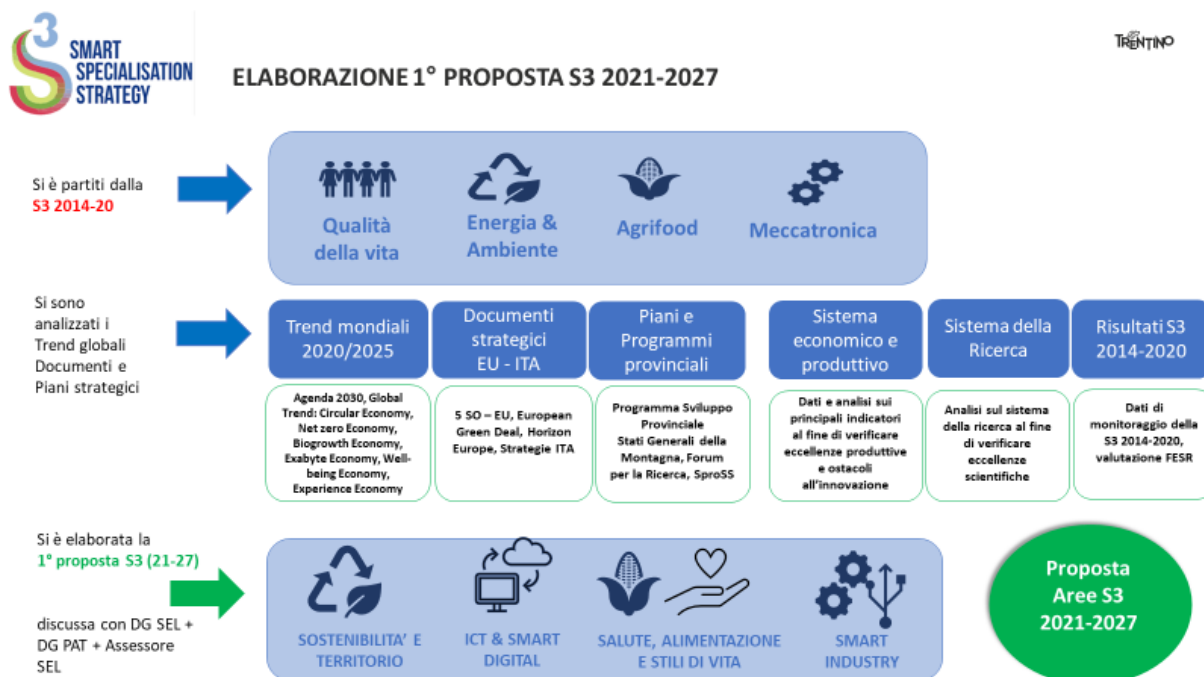 S3
SMART
SPECIALISATION
STRATEGY
TRENTINO
ELABORAZIONE 1° PROPOSTA S3 2021-2027
Si è partiti dalla
S3 2014-20
Qualità
della vita
Energia &
Ambiente
Agrifood
Meccatronica
Si sono
analizzati i
Trend globali
Documenti e
Piani strategici
Trend mondiali
2020/2025
Documenti
strategici
EU - ITA
Piani e
Programmi
provinciali
Sistema
economico e
produttivo
Sistema della
Ricerca
Risultati S3
2014-2020
Agenda 2030, Global
Trend: Circular Economy,
Net zero Economy,
Biogrowth Economy,
Exabyte Economy, Well-
being Economy,
Experience Economy
5 SO – EU, European
Green Deal, Horizon
Europe, Strategie ITA
Programma Sviluppo
Provinciale
Stati Generali della
Montagna, Forum
per la Ricerca, SproSS
Dati e analisi sui
principali indicatori
al fine di verificare
eccellenze produttive
e ostacoli
all'innovazione
Analisi sul sistema
della ricerca al fine
di verificare
eccellenze
scientifiche
Dati di
monitoraggio della
S3 2014-2020,
valutazione FESR
Si è elaborata la
1° proposta S3 (21-27)
discussa con DG SEL +
DG PAT + Assessore
SEL
SOSTENIBILITA' E
TERRITORIO
ICT & SMART
DIGITAL
SALUTE, ALIMENTAZIONE
E STILI DI VITA
SMART
INDUSTRY
Proposta
Aree S3
2021-2027